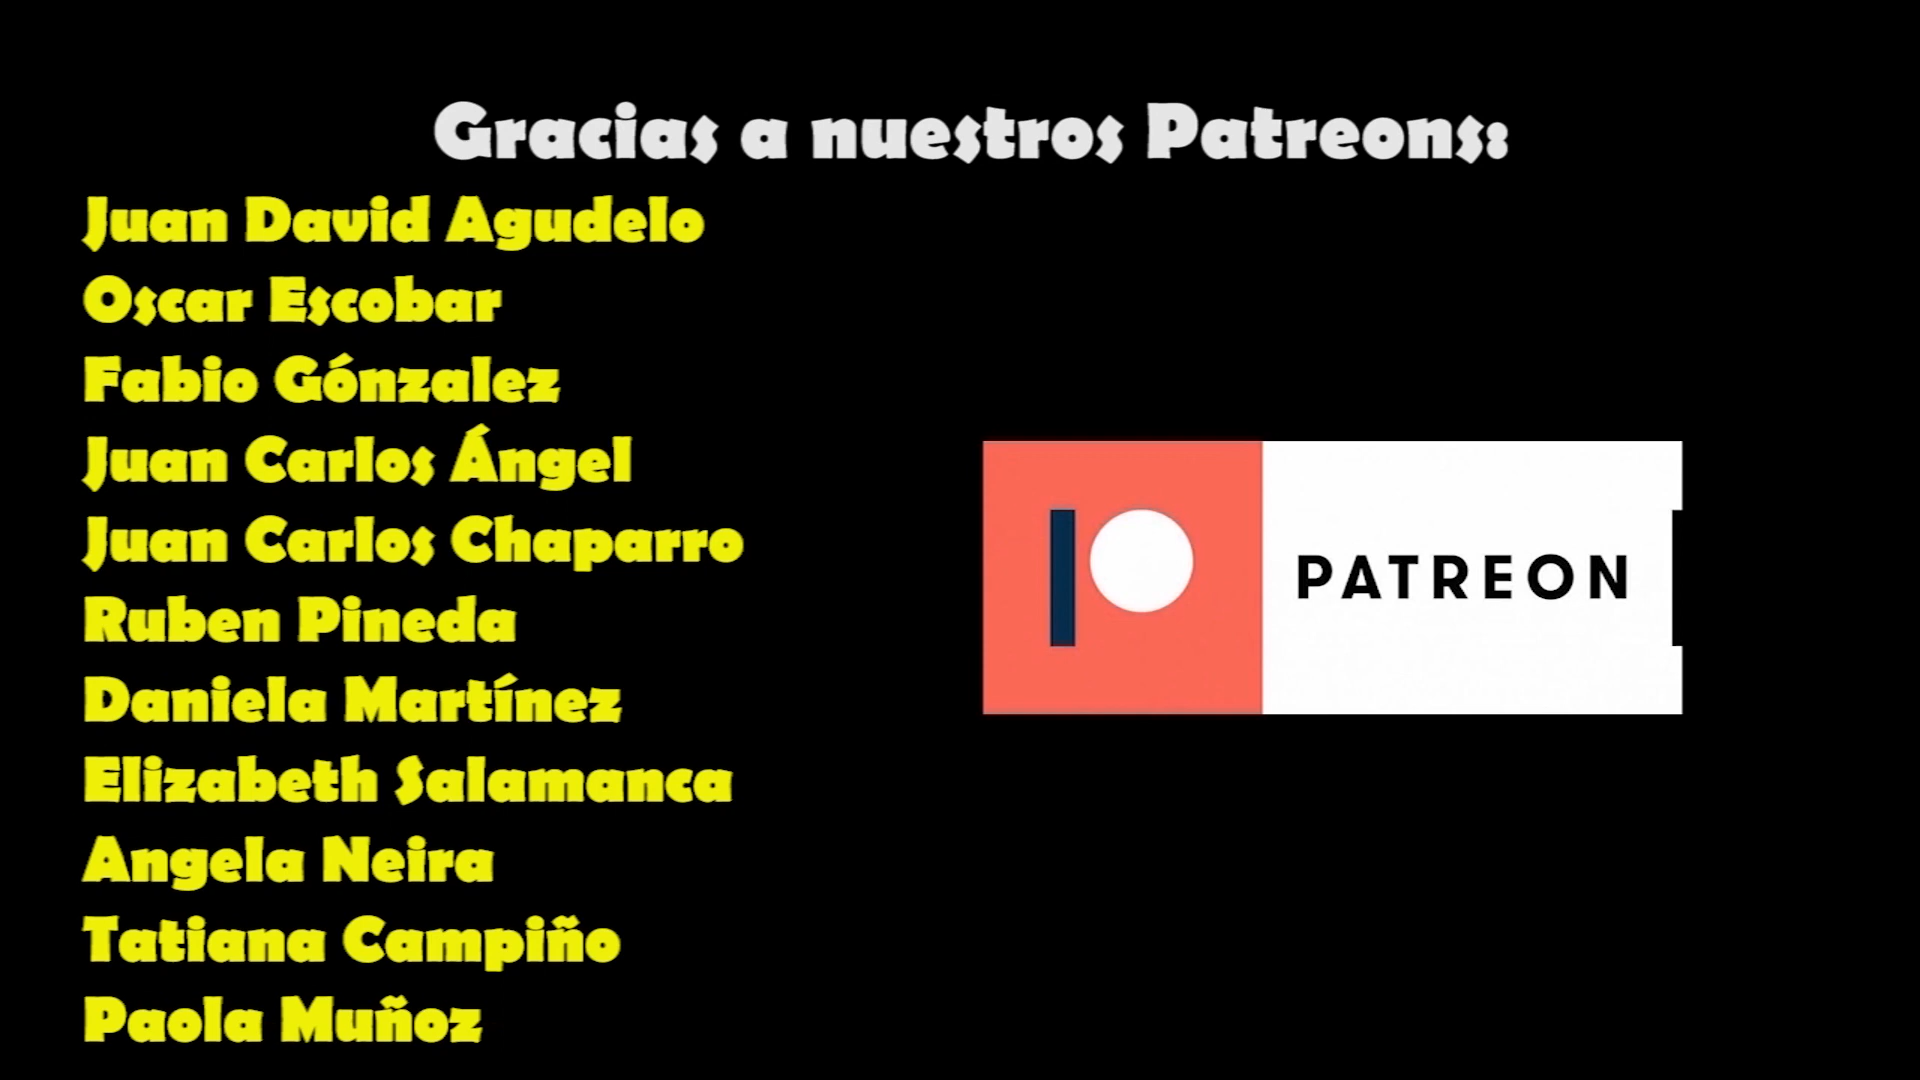 Gracias a nuestros Patreons:
Juan David Agudelo
Oscar Escobar
Fabio Gónzalez
Juan Carlos Ángel
Juan Carlos Chaparro
Ruben Pineda
Daniela Martínez
Elizabeth Salamanca
Angela Neira
Tatiana Campiño
Paola Muñoz
PATREON